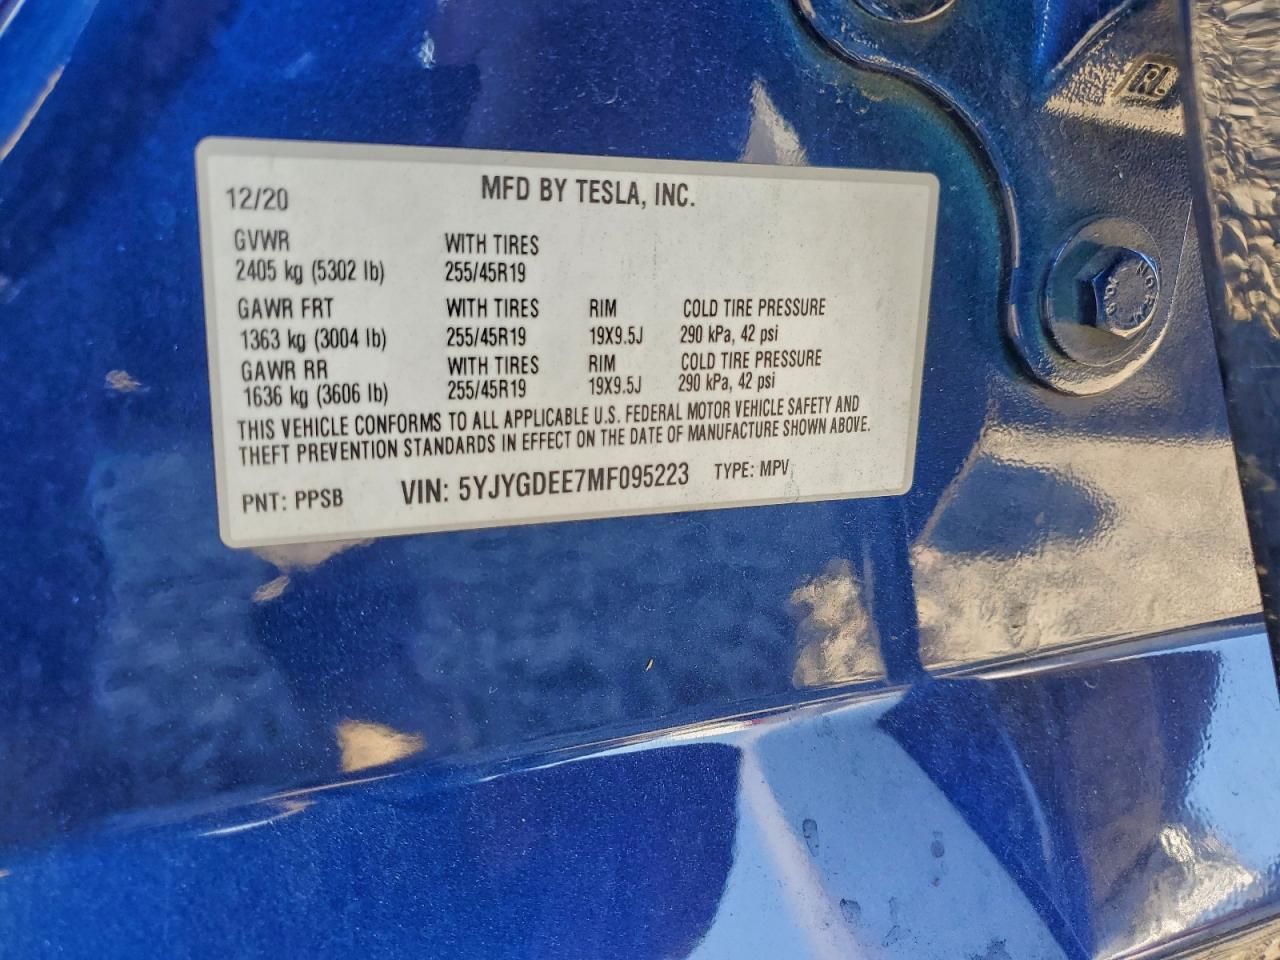 12/20 MFD BY TESLA, INC.
GVWR WITH TIRES
2405 kg (5302 lb) 255/45R19
GAWR FRT WITH TIRES RIM COLD TIRE PRESSURE
1363 kg (3004 lb) 255/45R19 19X9.5J 290 kPa, 42 psi
GAWR RR WITH TIRES RIM COLD TIRE PRESSURE
1636 kg (3606 lb) 255/45R19 19X9.5J 290 kPa, 42 psi
THIS VEHICLE CONFORMS TO ALL APPLICABLE U.S. FEDERAL MOTOR VEHICLE SAFETY AND
THEFT PREVENTION STANDARDS IN EFFECT ON THE DATE OF MANUFACTURE SHOWN ABOVE.
PNT: PPSB VIN: 5YJYGDEE7MF095223 TYPE: MPV
RL